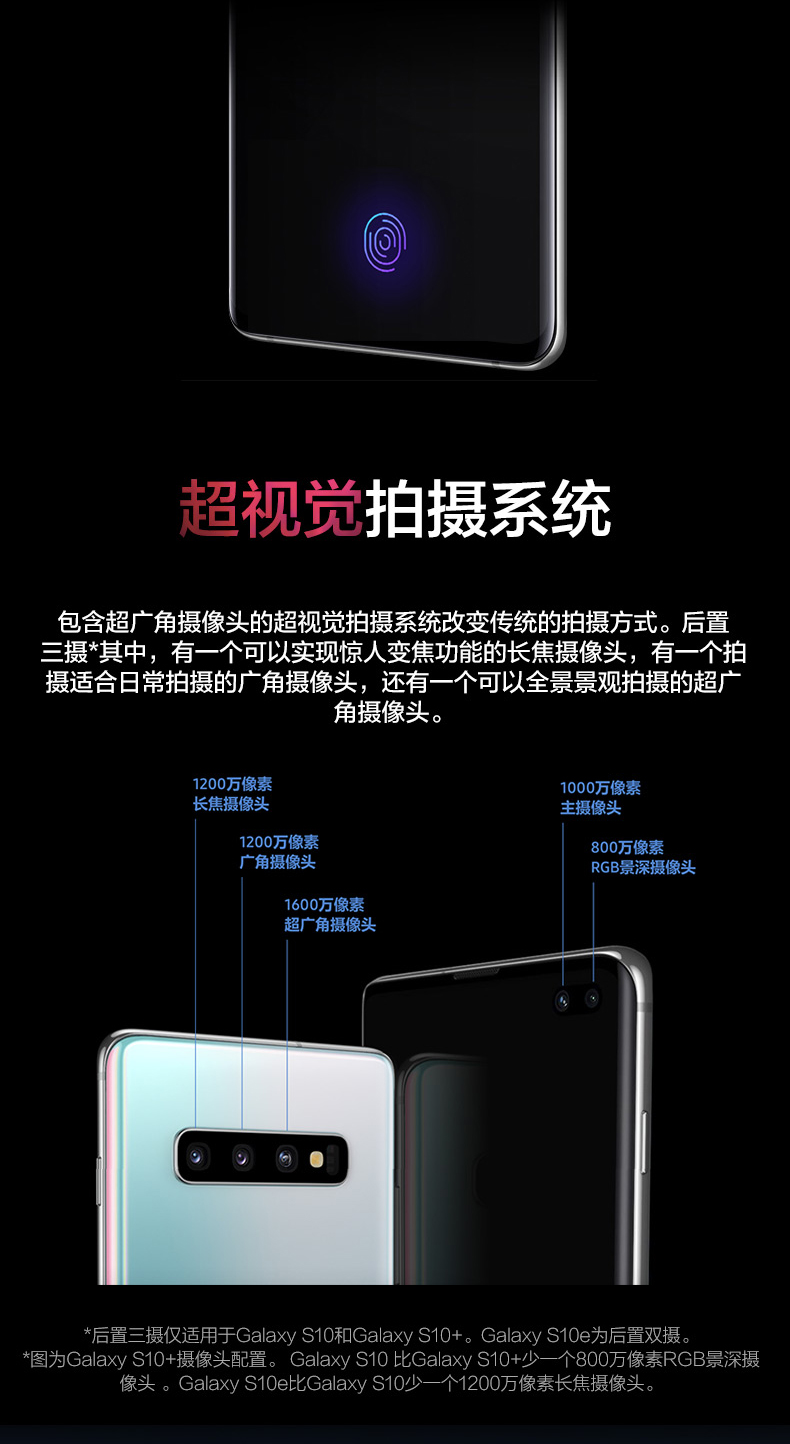 超视觉拍摄系统
包含超广角摄像头的超视觉拍摄系统改变传统的拍摄方式。后置
三摄*其中，有一个可以实现惊人变焦功能的长焦摄像头，有一个拍
摄适合日常拍摄的广角摄像头，还有一个可以全景景观拍摄的超广
角摄像头。
1200万像素
长焦摄像头
1200万像素
广角摄像头
1600万像素
超广角摄像头
1000万像素
主摄像头
800万像素
RGB景深摄像头
*后置三摄仅适用于Galaxy S10和Galaxy S10+。Galaxy S10e为后置双摄。
*图为Galaxy S10+摄像头配置。 Galaxy S10 比Galaxy S10+少一个800万像素RGB景深摄
像头 。Galaxy S10e比Galaxy S10少一个1200万像素长焦摄像头。